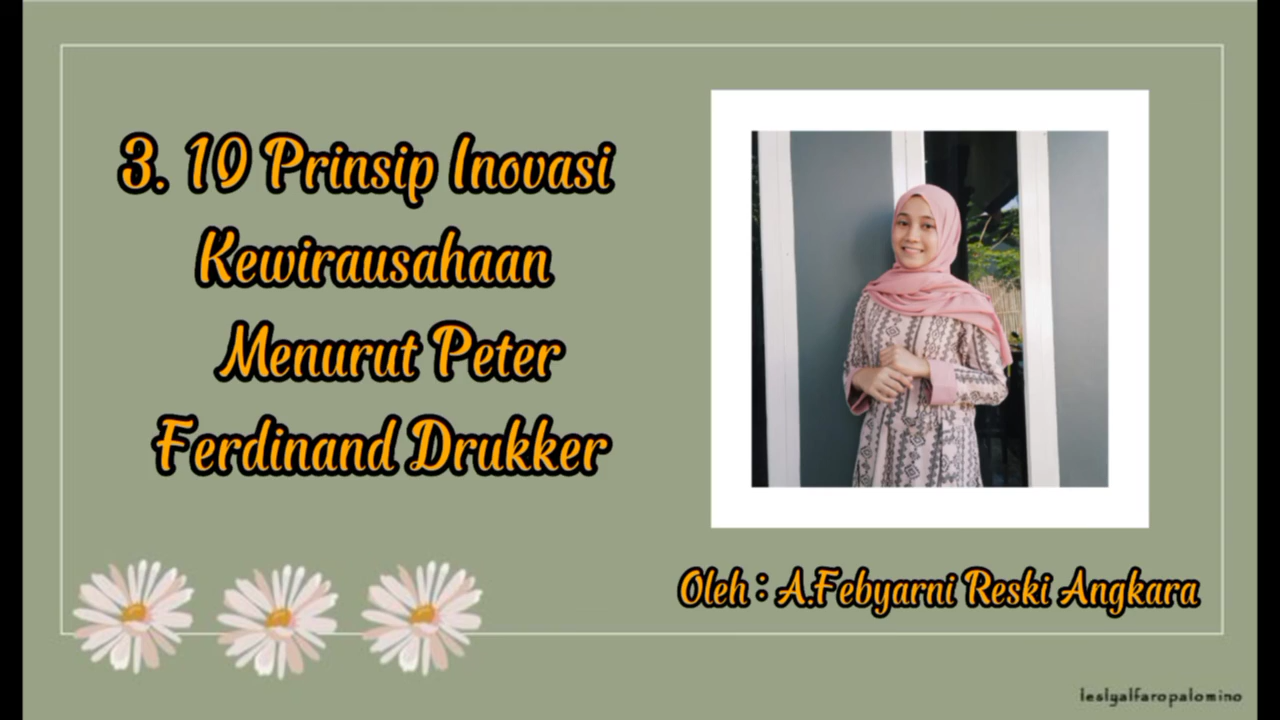 3. 10 Prinsip Inovasi
Kewirausahaan
Menurut Peter
Ferdinand Drukker
Oleh : A.Febyarni Reski Angkara
leslyalfaropalomino